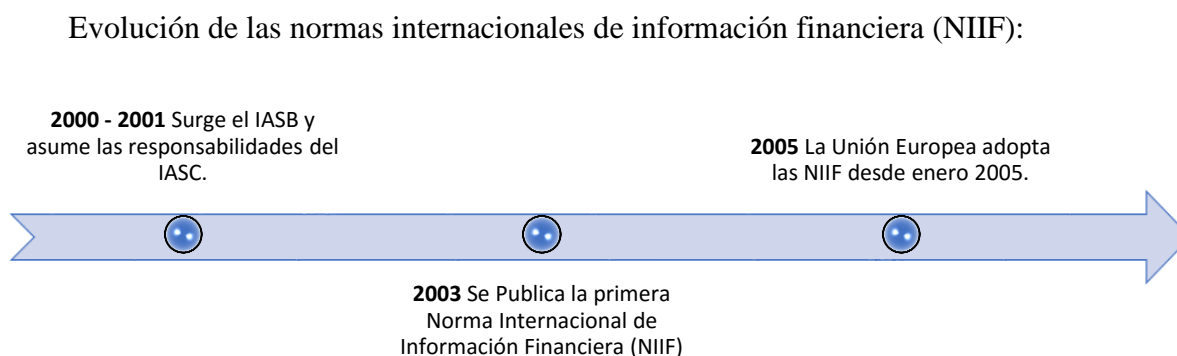 Evolución de las normas internacionales de información financiera (NIIF):
2000 - 2001 Surge el IASB y
asume las responsabilidades del
IASC.
2003 Se Publica la primera
Norma Internacional de
Información Financiera (NIIF)
2005 La Unión Europea adopta
las NIIF desde enero 2005.